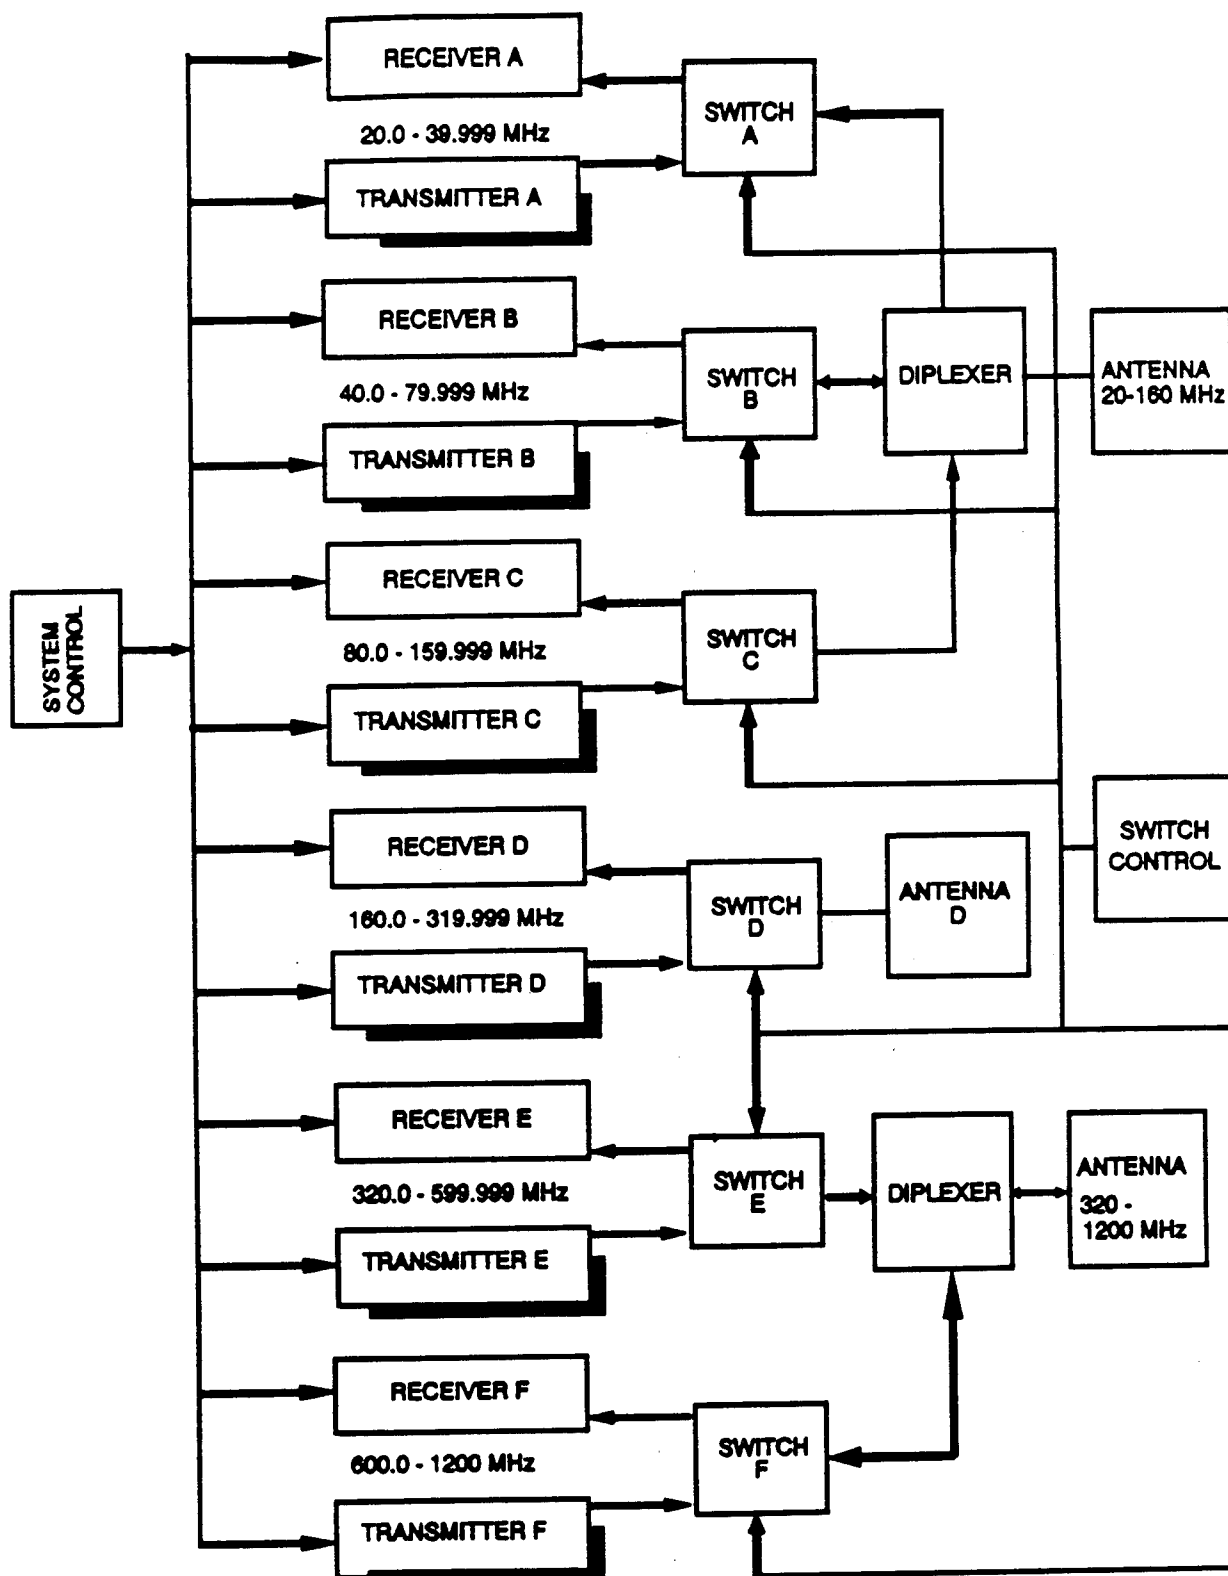 RECEIVER A
SWITCH
A
20.0 - 39.999 MHz
TRANSMITTER A
RECEIVER B
SWITCH
B
DIPLEXER
ANTENNA
20-160 MHz
40.0 - 79.999 MHz
TRANSMITTER B
RECEIVER C
SWITCH
C
SYSTEM
CONTROL
80.0 - 159.999 MHz
TRANSMITTER C
RECEIVER D
SWITCH
CONTROL
SWITCH
D
ANTENNA
D
160.0 - 319.999 MHz
TRANSMITTER D
RECEIVER E
SWITCH
E
DIPLEXER
ANTENNA
320 -
1200 MHz
320.0 - 599.999 MHz
TRANSMITTER E
RECEIVER F
SWITCH
F
600.0 - 1200 MHz
TRANSMITTER F